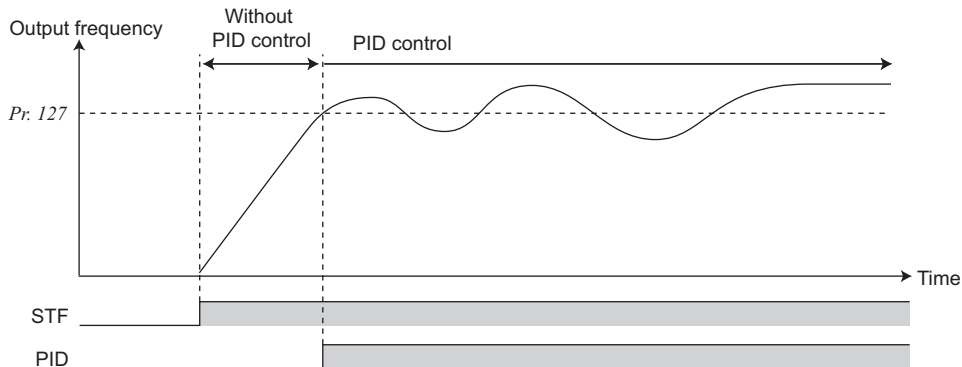 Output frequency
Without
PID control
PID control
Pr. 127
Time
STF
PID